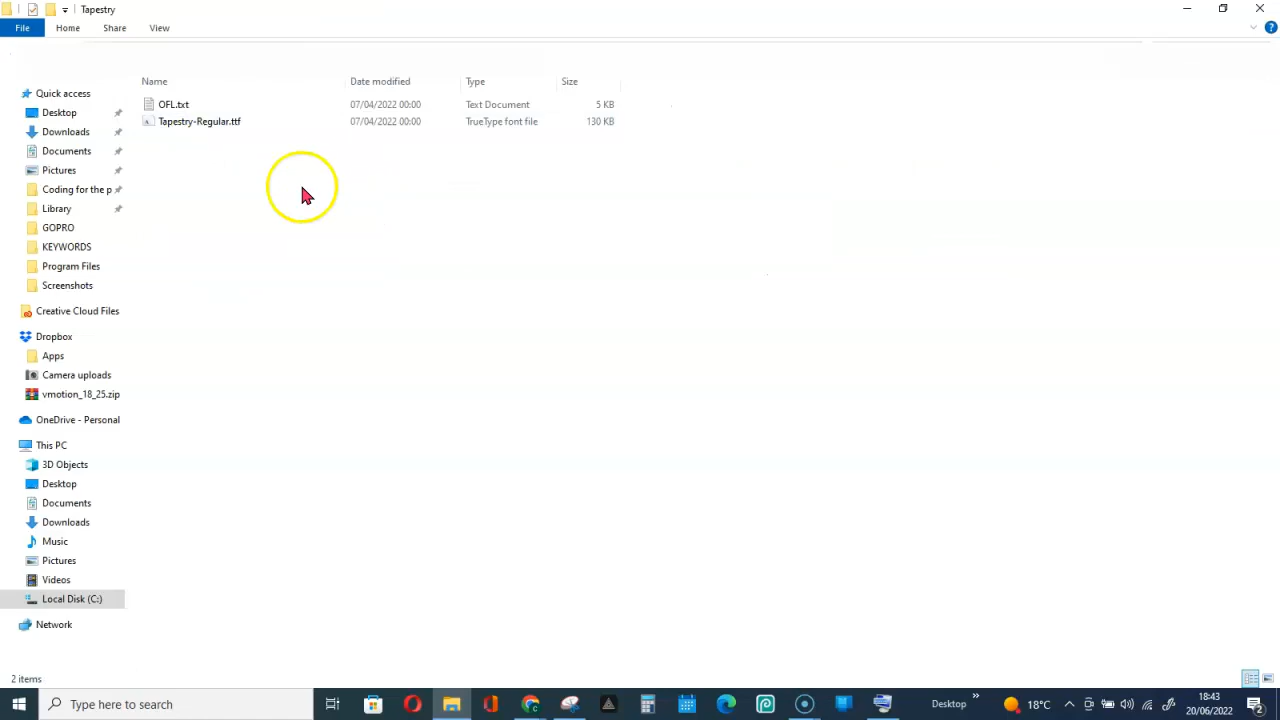 Tapestry
File Home Share View
Name Date modified Type Size
OFL.txt 07/04/2022 00:00 Text Document 5 KB
Tapestry-Regular.ttf 07/04/2022 00:00 TrueType font file 130 KB
Quick access
Desktop
Downloads
Documents
Pictures
Coding for the p
Library
GOPRO
KEYWORDS
Program Files
Screenshots
Creative Cloud Files
Dropbox
Apps
Camera uploads
vmotion_18_25.zip
OneDrive - Personal
This PC
3D Objects
Desktop
Documents
Downloads
Music
Pictures
Videos
Local Disk (C:)
Network
2 items
Type here to search
Desktop
18°C
18:43
20/06/2022
2